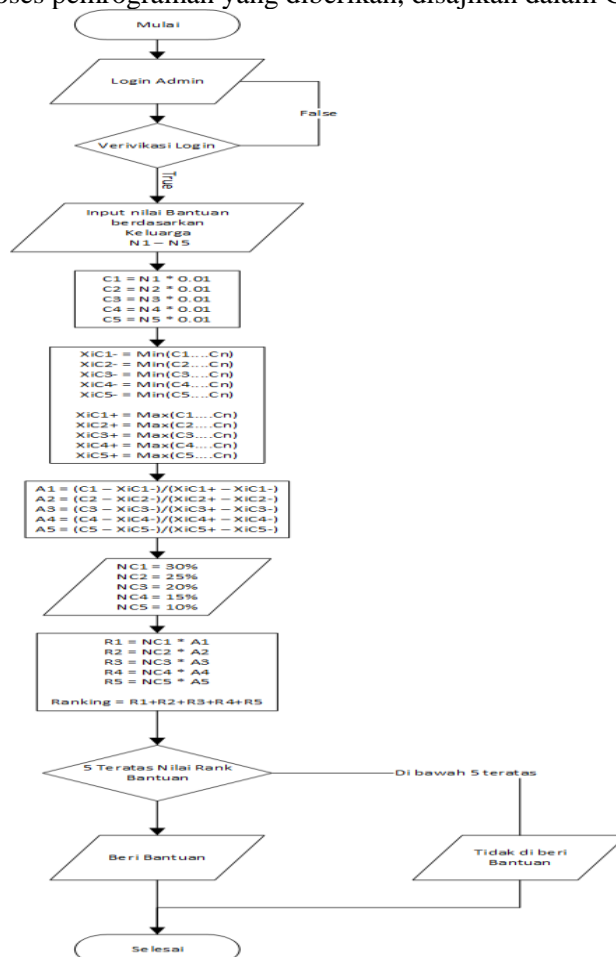 oses pemrograman yang diberikan, disajikan dalam
Mulai
Login Admin
False
Verivikasi Login
True
Input nilai Bantuan
berdasarkan
Keluarga
N1 – N5
C1 = N1 * 0.01
C2 = N2 * 0.01
C3 = N3 * 0.01
C4 = N4 * 0.01
C5 = N5 * 0.01
XiC1- = Min(C1....Cn)
XiC2- = Min(C2....Cn)
XiC3- = Min(C3....Cn)
XiC4- = Min(C4....Cn)
XiC5- = Min(C5....Cn)
XiC1+ = Max(C1....Cn)
XiC2+ = Max(C2....Cn)
XiC3+ = Max(C3....Cn)
XiC4+ = Max(C4....Cn)
XiC5+ = Max(C5....Cn)
A1 = (C1 – XiC1-)/(XiC1+ – XiC1-)
A2 = (C2 – XiC2-)/(XiC2+ – XiC2-)
A3 = (C3 – XiC3-)/(XiC3+ – XiC3-)
A4 = (C4 – XiC4-)/(XiC4+ – XiC4-)
A5 = (C5 – XiC5-)/(XiC5+ – XiC5-)
NC1 = 30%
NC2 = 25%
NC3 = 20%
NC4 = 15%
NC5 = 10%
R1 = NC1 * A1
R2 = NC2 * A2
R3 = NC3 * A3
R4 = NC4 * A4
R5 = NC5 * A5
Ranking = R1+R2+R3+R4+R5
5 Teratas Nilai Rank
Bantuan
Di bawah 5 teratas
Beri Bantuan
Tidak di beri
Bantuan
Selesai